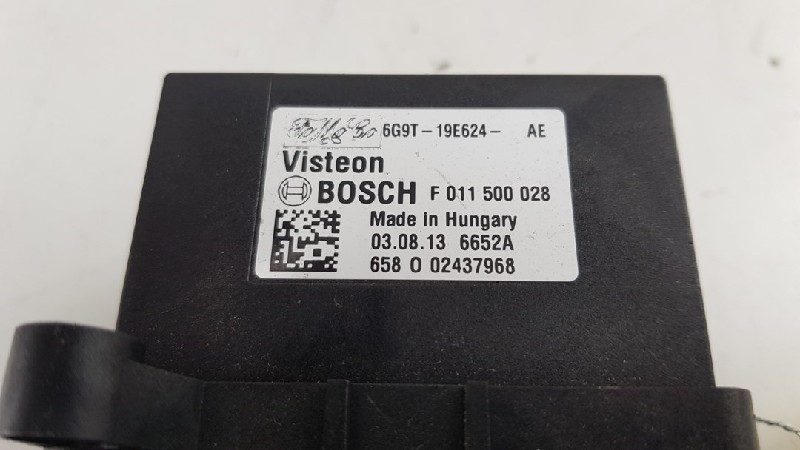 6G9T-19E624- AE
Visteon
BOSCH F 011 500 028
Made in Hungary
03.08.13 6652A
658 0 02437968